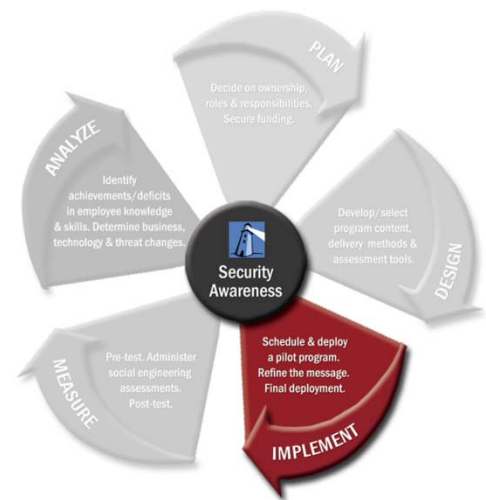 PLAN
Decide on ownership,
roles & responsibilities.
Secure funding.
DESIGN
Develop/select
program content,
delivery methods &
assessment tools.
IMPLEMENT
Schedule & deploy
a pilot program.
Refine the message.
Final deployment.
MEASURE
Pre-test. Administer
social engineering
assessments.
Post-test.
ANALYZE
Identify
achievements/deficits
in employee knowledge
& skills. Determine business,
technology & threat changes.
Security
Awareness